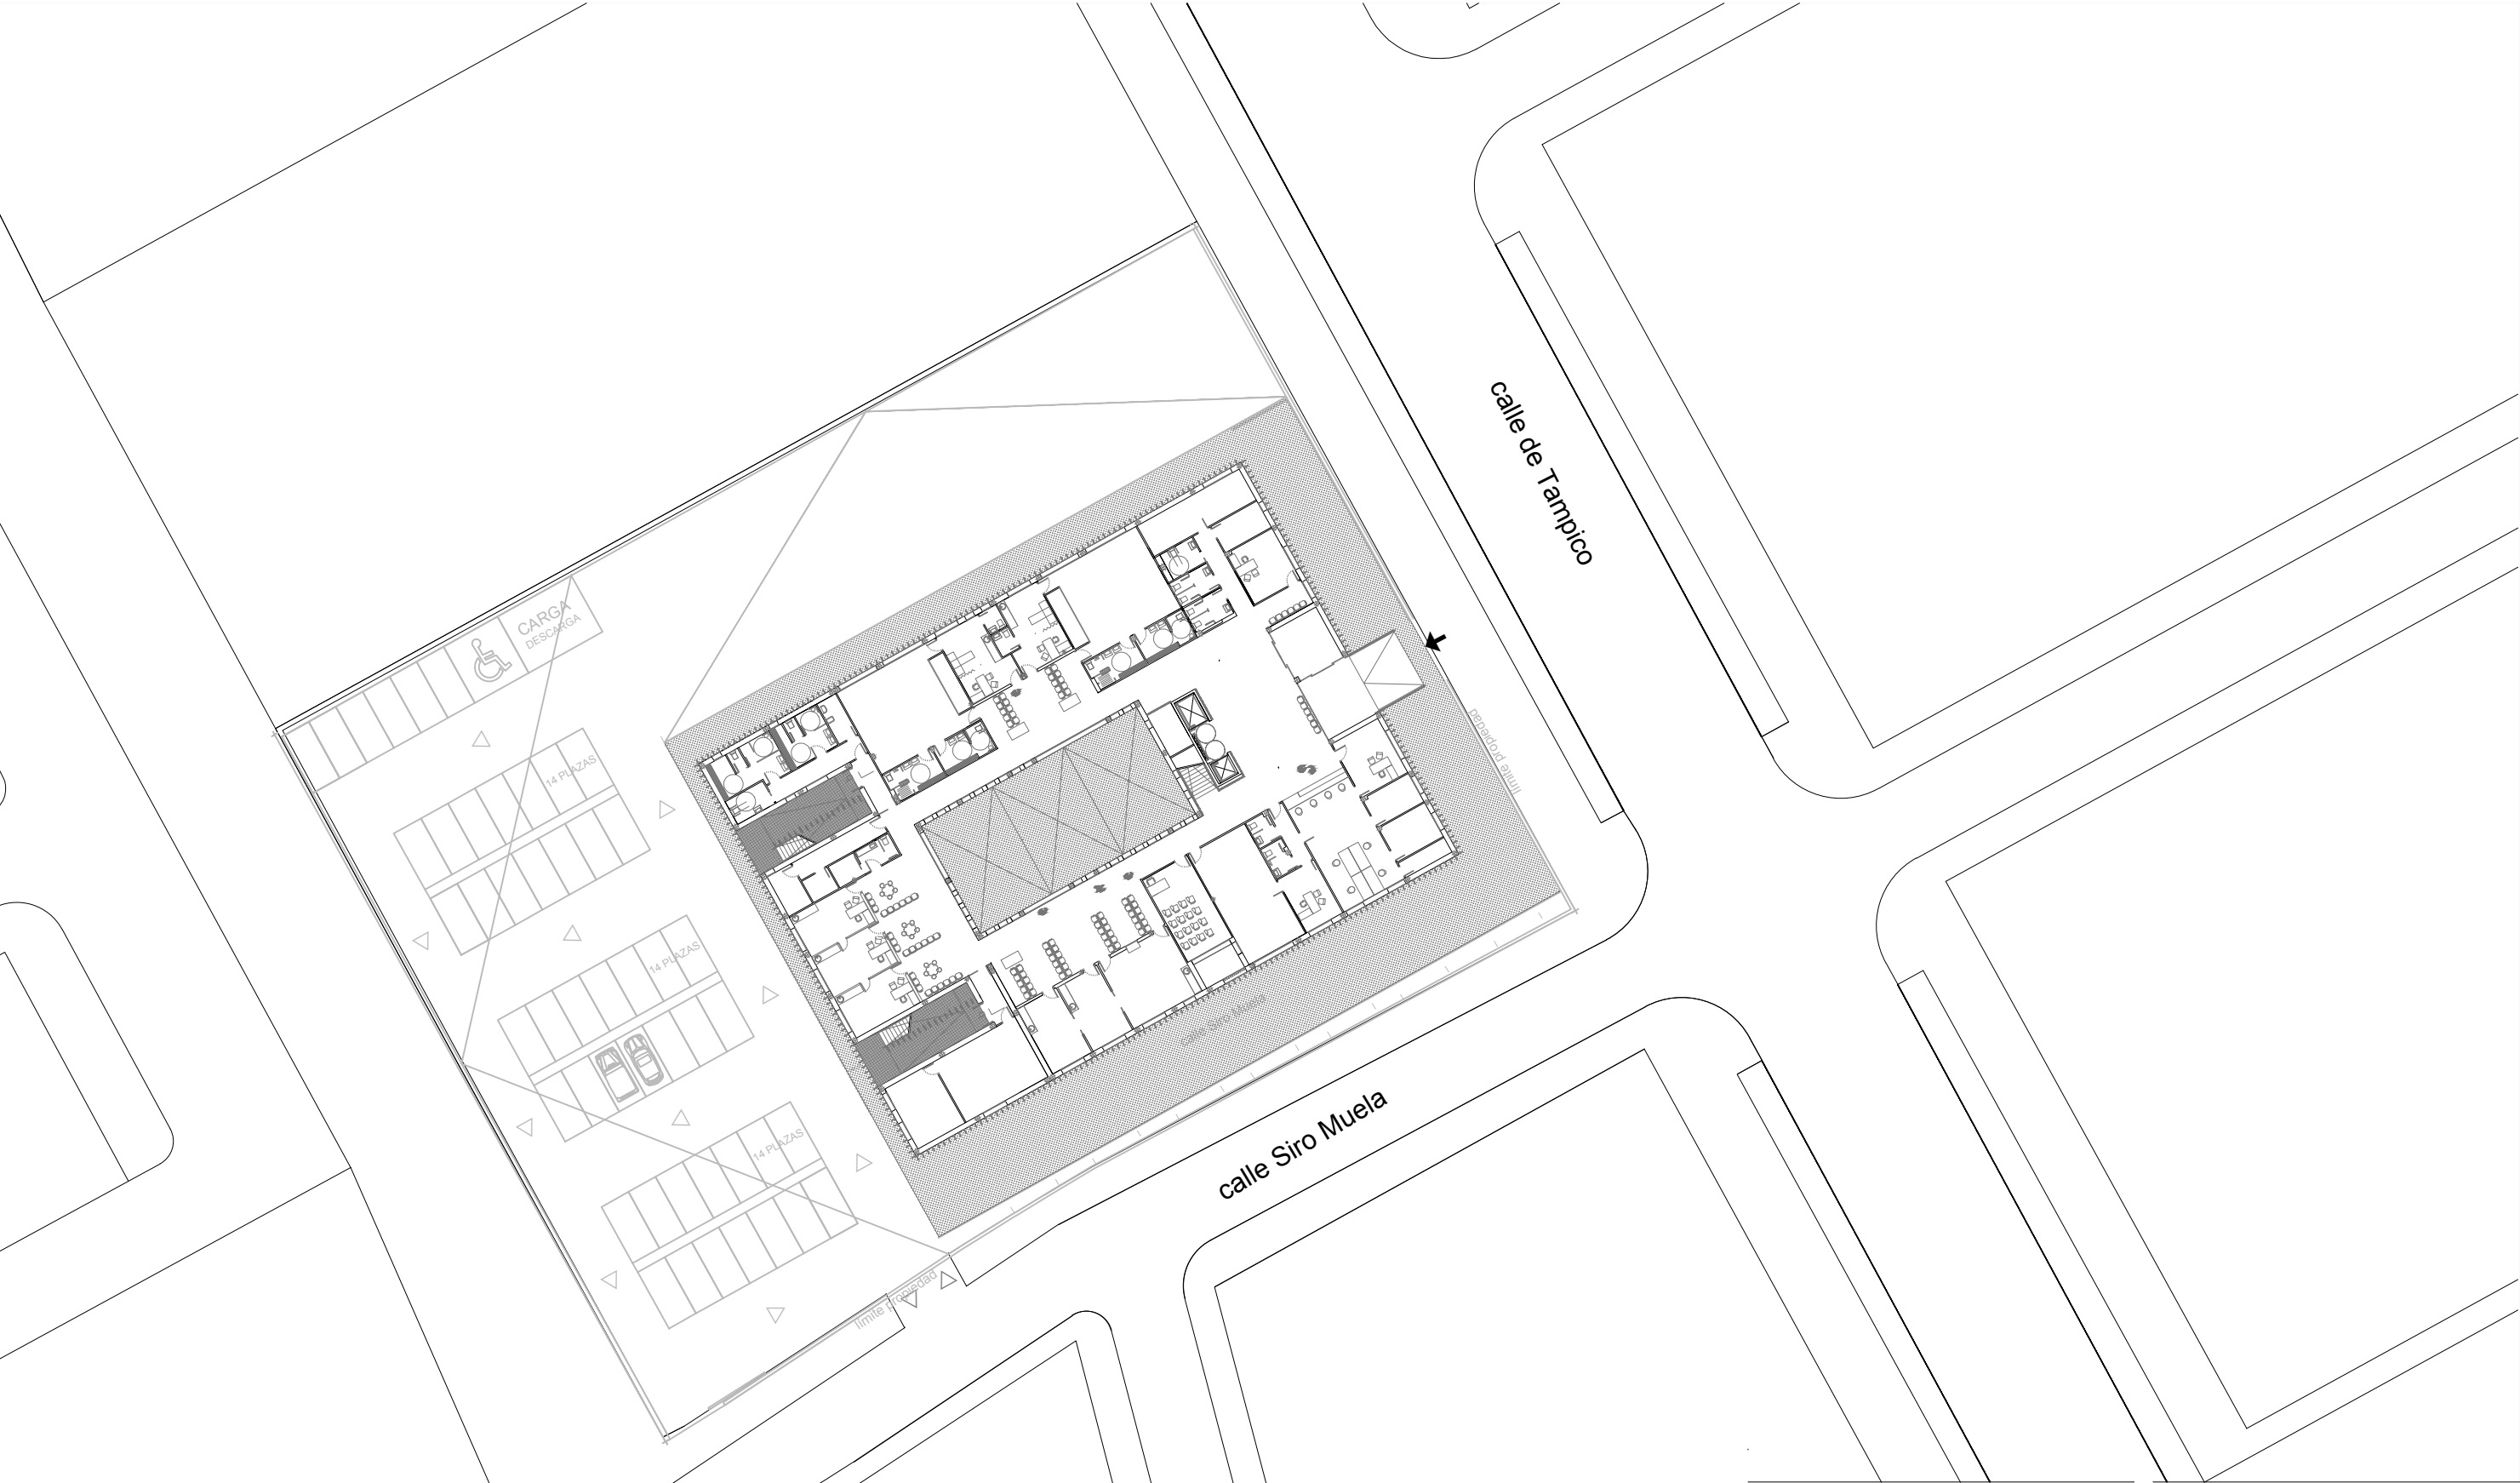 calle de Tampico
CARGA
DESCARGA
límite propiedad
14 PLAZAS
14 PLAZAS
calle Siro Muela
calle Siro Muela
14 PLAZAS
límite propiedad